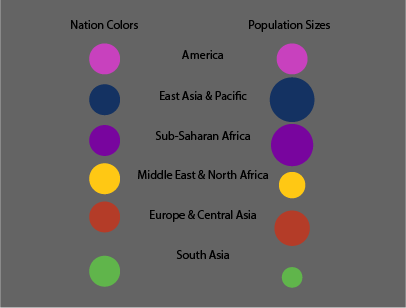 Nation Colors Population Sizes
America
East Asia & Pacific
Sub-Saharan Africa
Middle East & North Africa
Europe & Central Asia
South Asia